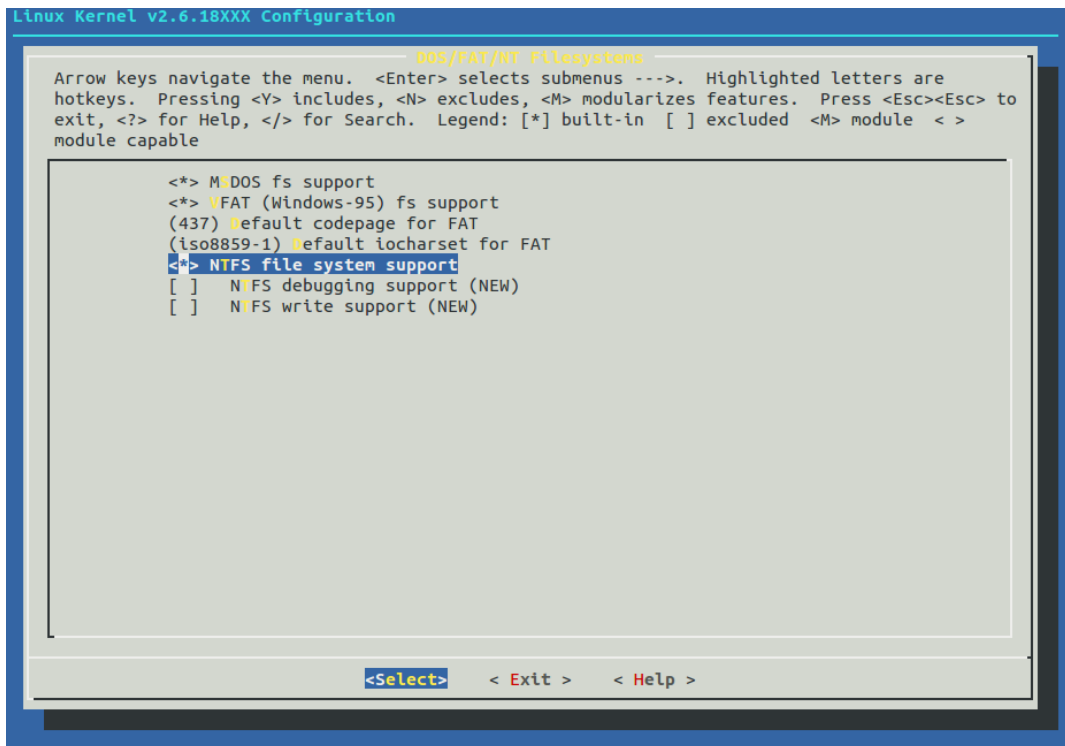 Linux Kernel v2.6.18XXX Configuration
DOS/FAT/NT Filesystems
Arrow keys navigate the menu.  <Enter> selects submenus --->.  Highlighted letters are
hotkeys.  Pressing <Y> includes, <N> excludes, <M> modularizes features.  Press <Esc><Esc> to
exit, <?> for Help, </> for Search.  Legend: [*] built-in  [ ] excluded  <M> module  < >
module capable
<*> MSDOS fs support
<*> VFAT (Windows-95) fs support
(437) Default codepage for FAT
(iso8859-1) Default iocharset for FAT
<*> NTFS file system support
[ ]   NTFS debugging support (NEW)
[ ]   NTFS write support (NEW)
<Select>    < Exit >    < Help >